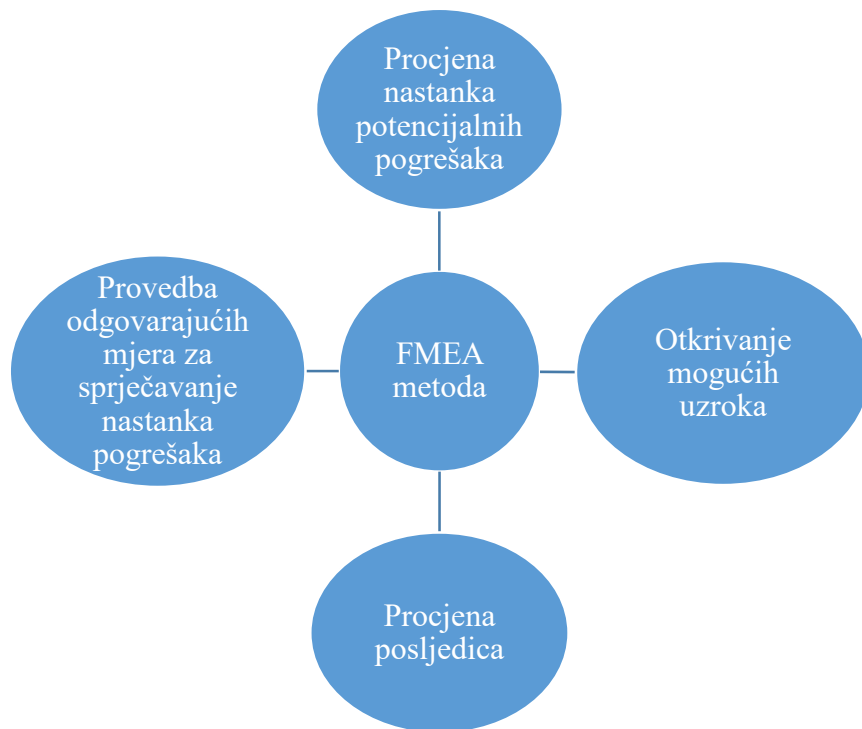 Procjena
nastanka
potencijalnih
pogrešaka
Provedba
odgovarajućih
mjera za
sprječavanje
nastanka
pogrešaka
FMEA
metoda
Otkrivanje
mogućih
uzroka
Procjena
posljedica